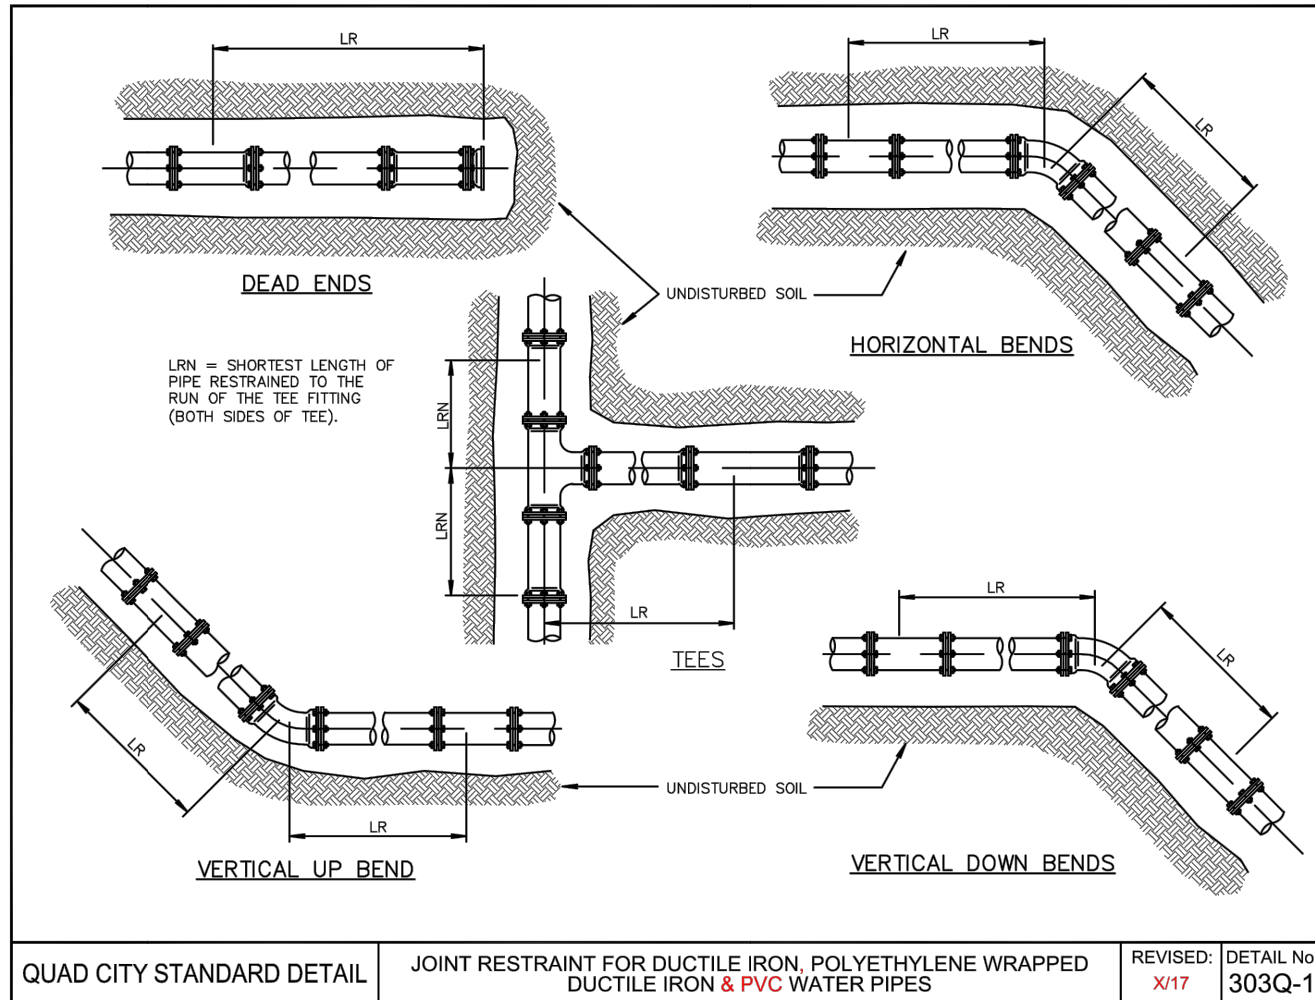 LR
LR
LR
DEAD ENDS
UNDISTURBED SOIL
HORIZONTAL BENDS
LRN = SHORTEST LENGTH OF
PIPE RESTRAINED TO THE
RUN OF THE TEE FITTING
(BOTH SIDES OF TEE).
LRN
LRN
LR
TEES
LR
LR
LR
LR
UNDISTURBED SOIL
VERTICAL UP BEND
VERTICAL DOWN BENDS
QUAD CITY STANDARD DETAIL
JOINT RESTRAINT FOR DUCTILE IRON, POLYETHYLENE WRAPPED
DUCTILE IRON & PVC WATER PIPES
REVISED:
X/17
DETAIL No
303Q-1